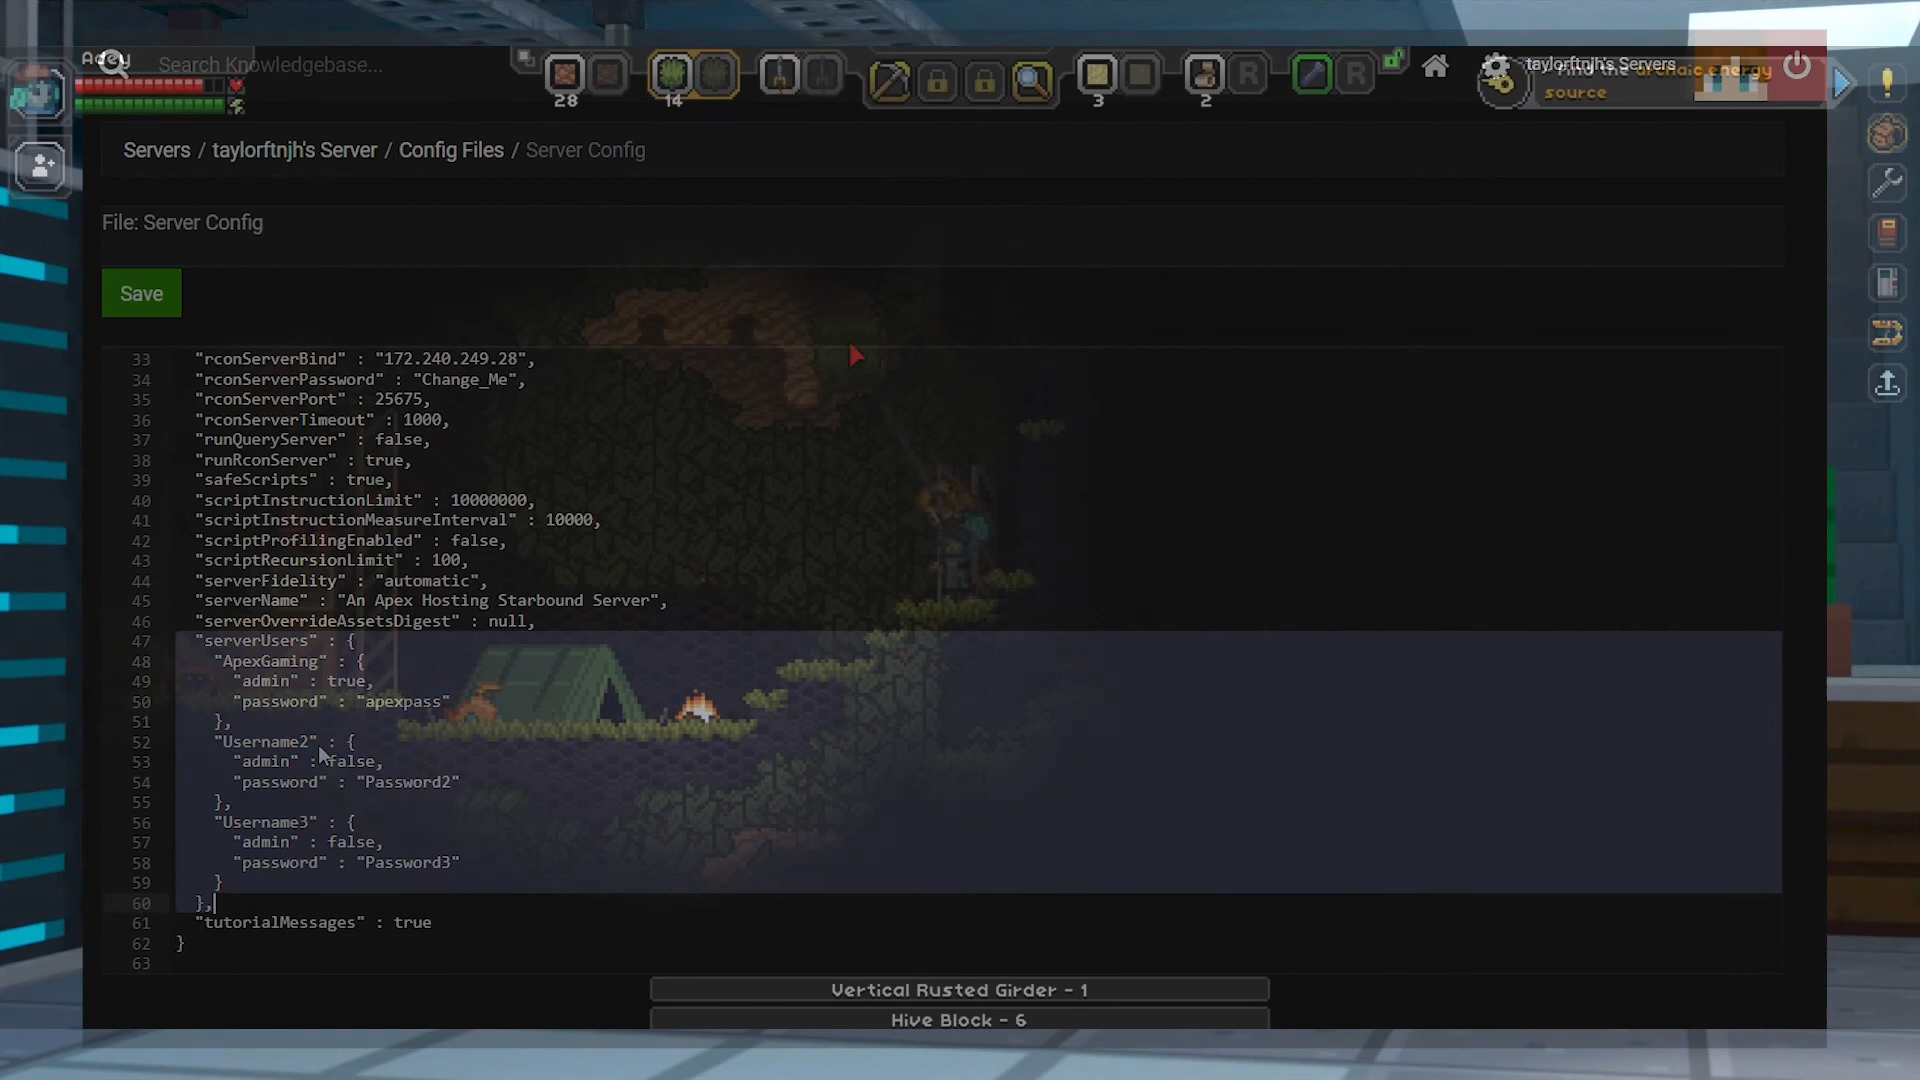 Adey
Search Knowledgebase...
28
14
3
2
R
R
taylorftnjh's Servers
Find the archaic energy
source
Servers / taylorftnjh's Server / Config Files / Server Config
File: Server Config
Save
33 "rconServerBind" : "172.240.249.28",
34 "rconServerPassword" : "Change_Me",
35 "rconServerPort" : 25675,
36 "rconServerTimeout" : 1000,
37 "runQueryServer" : false,
38 "runRconServer" : true,
39 "safeScripts" : true,
40 "scriptInstructionLimit" : 10000000,
41 "scriptInstructionMeasureInterval" : 10000,
42 "scriptProfilingEnabled" : false,
43 "scriptRecursionLimit" : 100,
44 "serverFidelity" : "automatic",
45 "serverName" : "An Apex Hosting Starbound Server",
46 "serverOverrideAssetsDigest" : null,
47 "serverUsers" : {
48 "ApexGaming" : {
49 "admin" : true,
50 "password" : "apexpass"
51 },
52 "Username2" : {
53 "admin" : false,
54 "password" : "Password2"
55 },
56 "Username3" : {
57 "admin" : false,
58 "password" : "Password3"
59 }
60 },
61 "tutorialMessages" : true
62 }
63
Vertical Rusted Girder - 1
Hive Block - 6